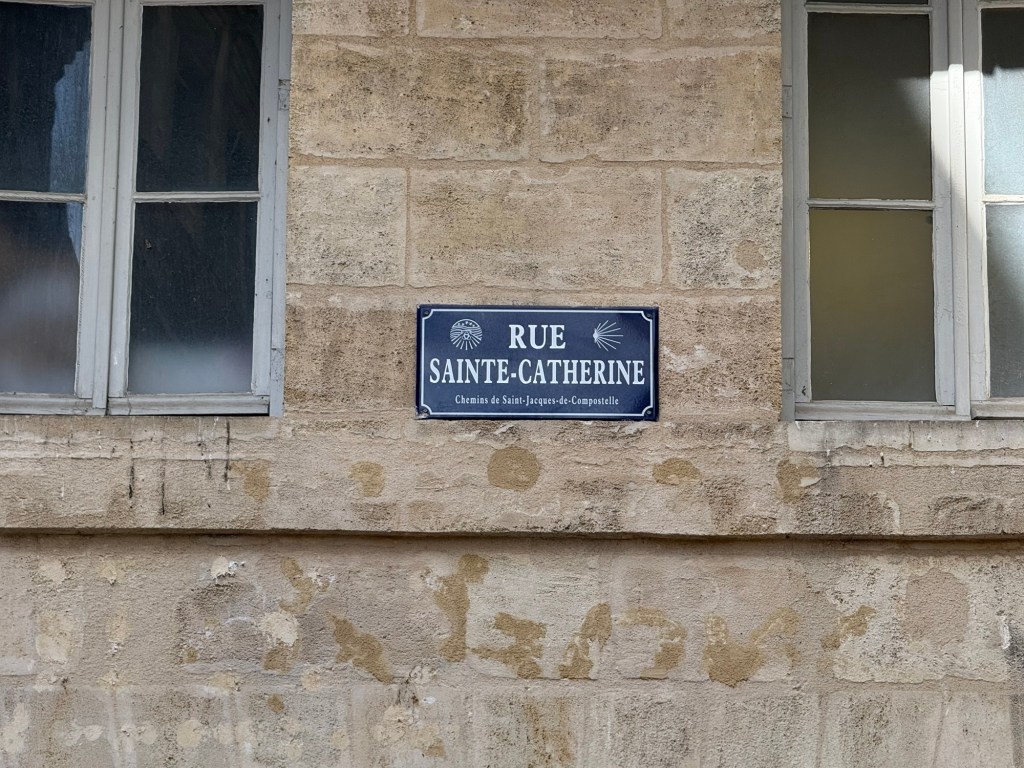 RUE
SAINTE-CATHERINE
Chemins de Saint-Jacques-de-Compostelle